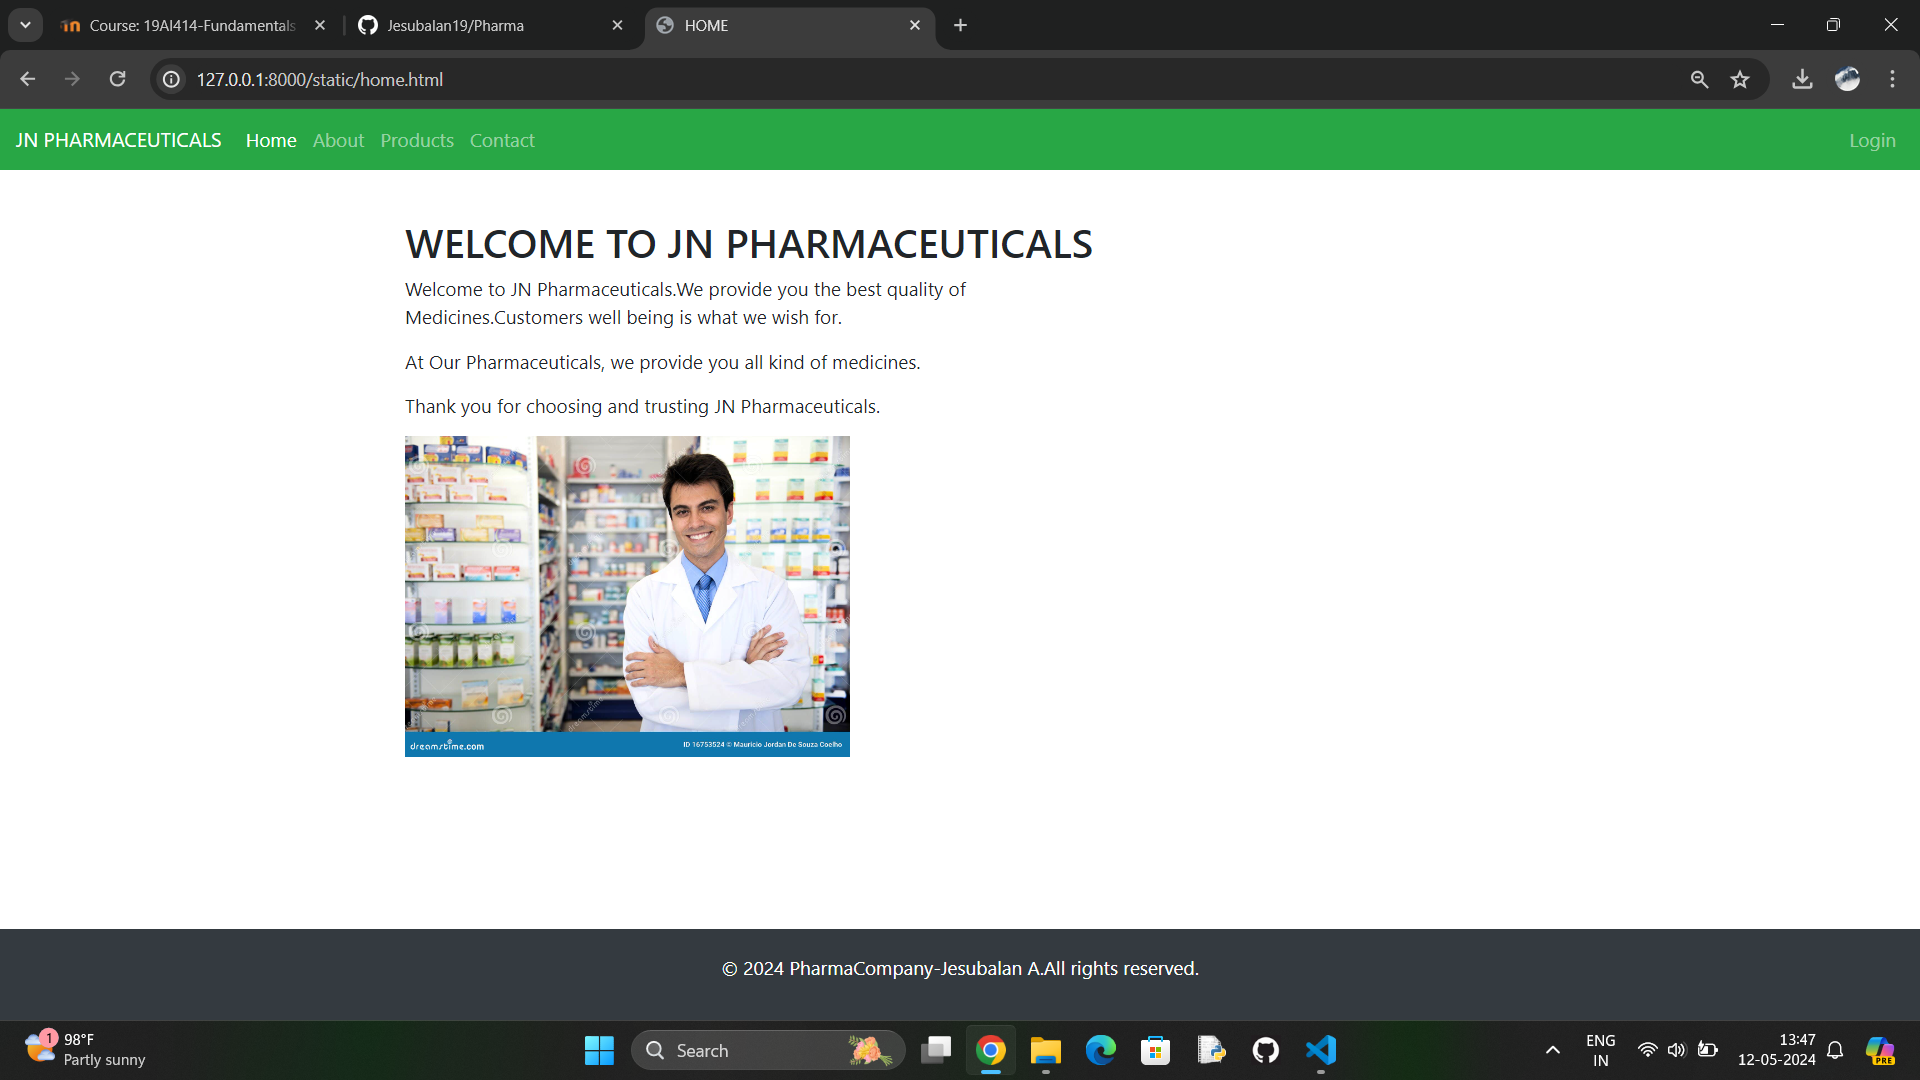 Course: 19AI414-Fundamentals
Jesubalan19/Pharma
HOME
127.0.0.1:8000/static/home.html
JN PHARMACEUTICALS
Home
About
Products
Contact
Login
WELCOME TO JN PHARMACEUTICALS
Welcome to JN Pharmaceuticals.We provide you the best quality of
Medicines.Customers well being is what we wish for.
At Our Pharmaceuticals, we provide you all kind of medicines.
Thank you for choosing and trusting JN Pharmaceuticals.
dreamstime.com
ID 16753524 © Mauricio Jordan De Souza Coelho
© 2024 PharmaCompany-Jesubalan A.All rights reserved.
1
98°F
Partly sunny
Search
ENG
IN
13:47
12-05-2024
PRE